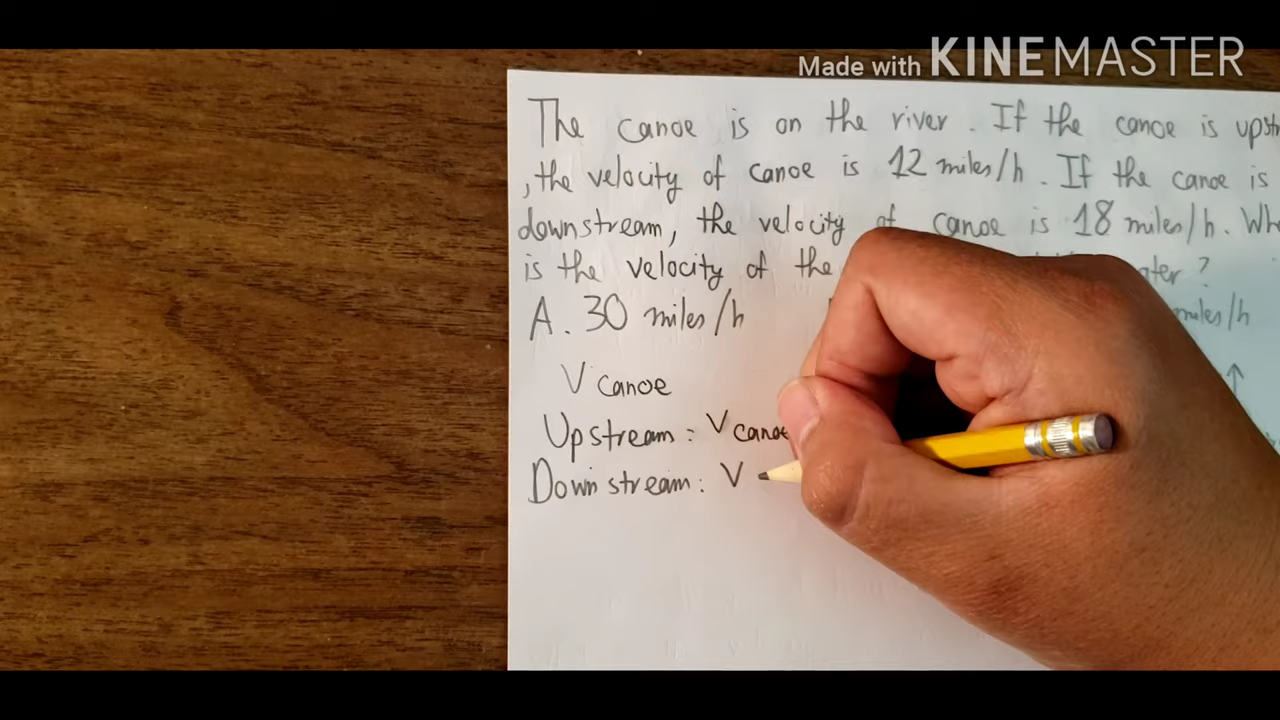 Made with KINEMASTER
The canoe is on the river. If the canoe is
, the velocity of canoe is 12 miles/h. If the canoe is
downstream, the velocity of canoe is 18 miles/h.
is the velocity of the ?
A. 30 miles/h miles/h
V canoe
Upstream: V canoe
Downstream: V